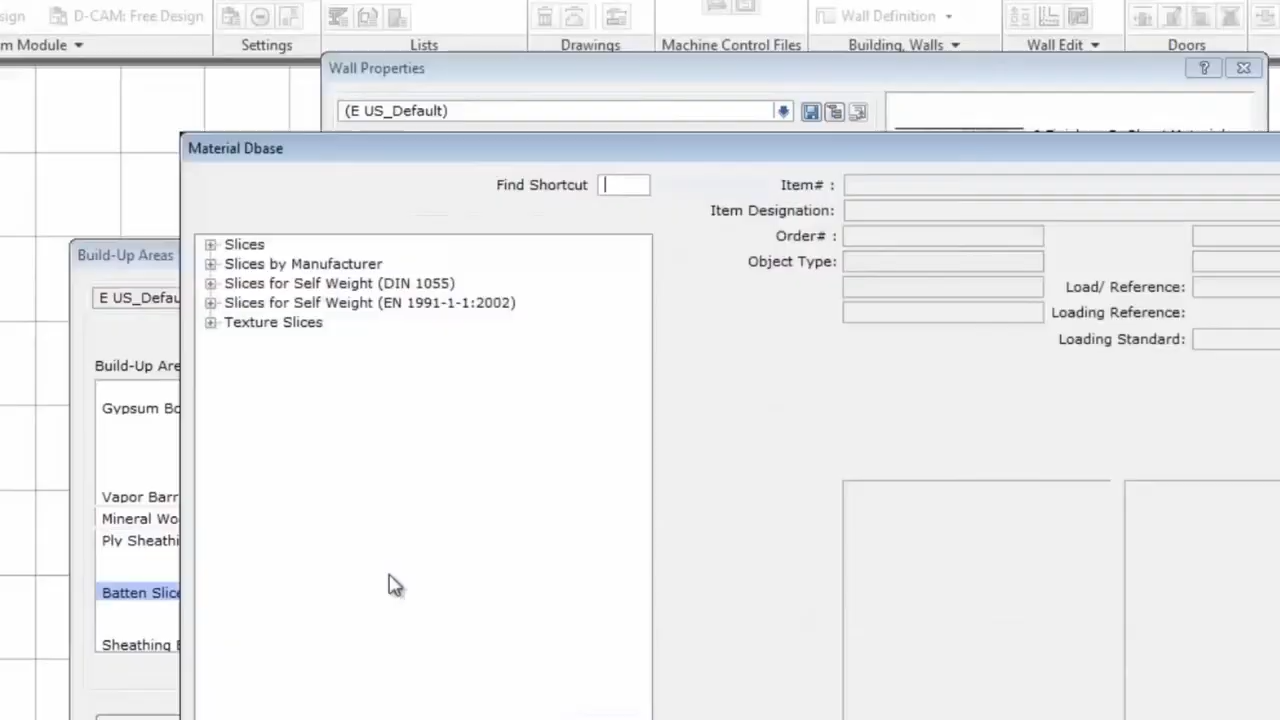 sign
D-CAM: Free Design
Wall Definition
m Module
Settings
Lists
Drawings
Machine Control Files
Building, Walls
Wall Edit
Doors
Wall Properties
?
(E US_Default)
Material Dbase
Find Shortcut
Item# :
Item Designation:
Order# :
Object Type:
Load/ Reference:
Loading Reference:
Loading Standard:
Slices
Slices by Manufacturer
Slices for Self Weight (DIN 1055)
Slices for Self Weight (EN 1991-1-1:2002)
Texture Slices
Build-Up Areas
E US_Defau
Build-Up Are
Gypsum Bo
Vapor Barr
Mineral Wo
Ply Sheathi
Batten Slice
Sheathing